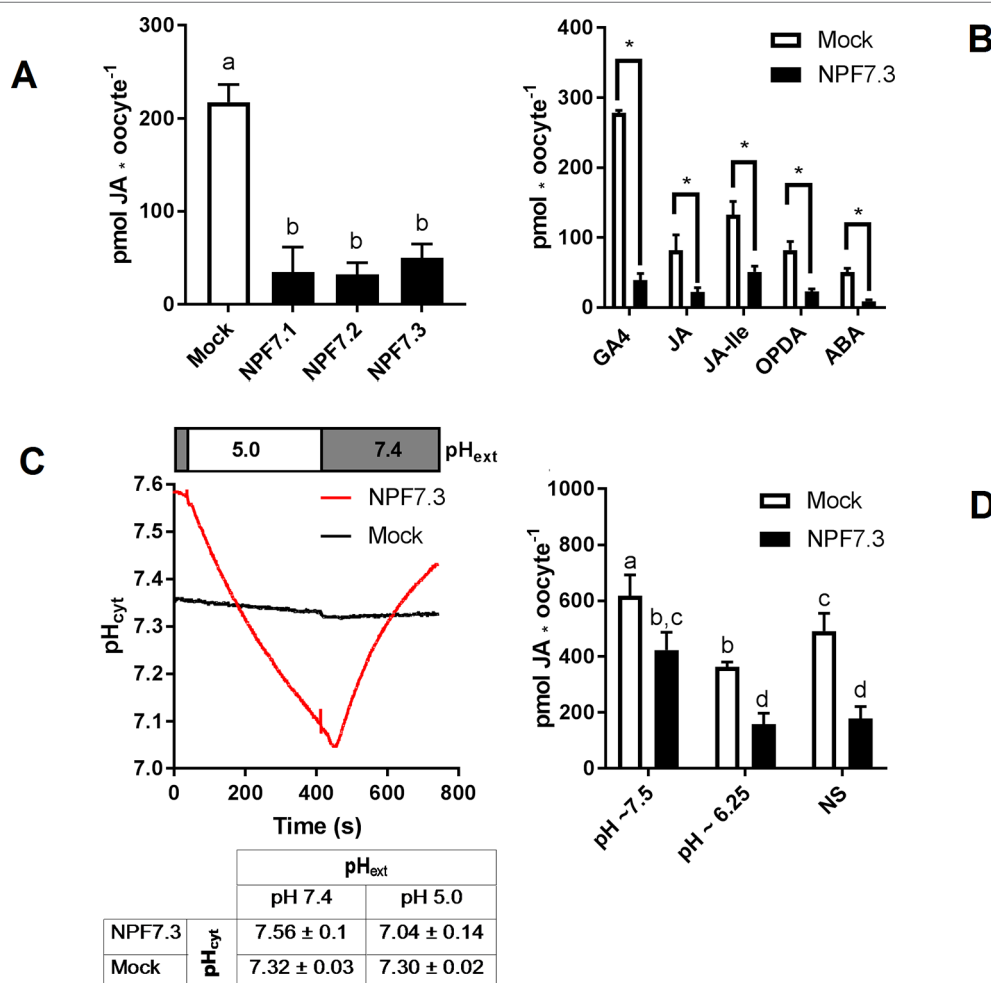 A
300
200
100
0
pmol JA * oocyte-1
a
b
b
b
Mock
NPF7.1
NPF7.2
NPF7.3
B
400
300
200
100
0
pmol * oocyte-1
Mock
NPF7.3
*
*
*
*
*
GA4
JA
JA-Ile
OPDA
ABA
C
5.0
7.4
pHext
7.6
7.5
7.4
7.3
7.2
7.1
7.0
pHcyt
NPF7.3
Mock
0
200
400
600
800
Time (s)
pHext
pH 7.4
pH 5.0
NPF7.3
pHcyt
7.56 ± 0.1
7.04 ± 0.14
Mock
7.32 ± 0.03
7.30 ± 0.02
D
1000
800
600
400
200
0
pmol JA * oocyte-1
Mock
NPF7.3
a
b,c
b
d
c
d
pH ~7.5
pH ~ 6.25
NS